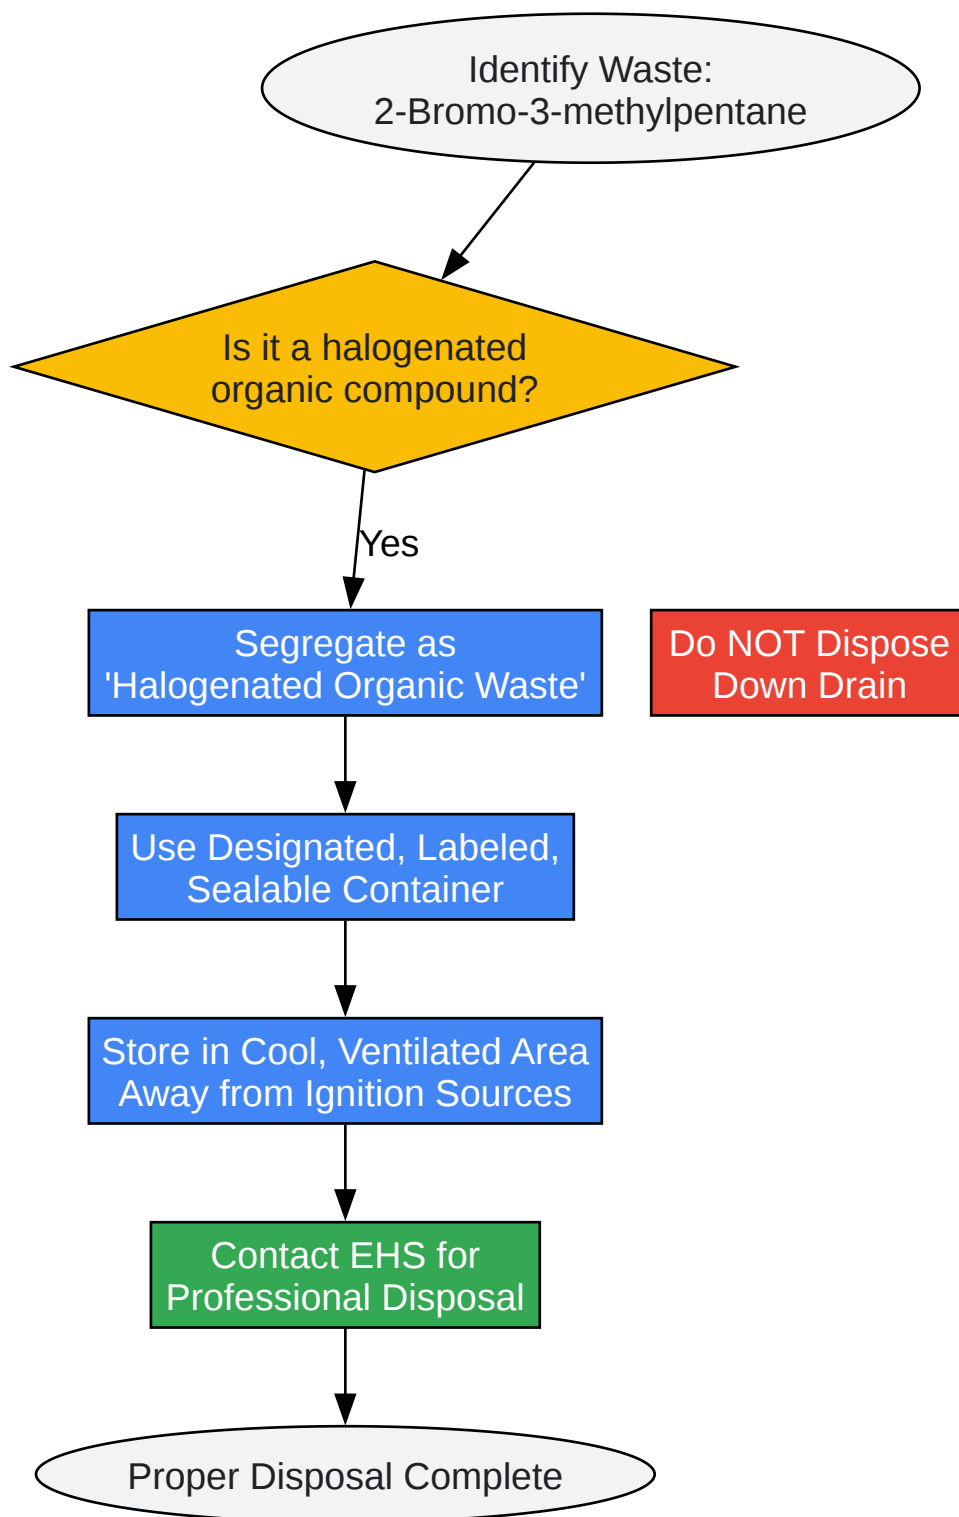 Identify Waste:
2-Bromo-3-methylpentane
Is it a halogenated
organic compound?
Yes
Segregate as
'Halogenated Organic Waste'
Do NOT Dispose
Down Drain
Use Designated, Labeled,
Sealable Container
Store in Cool, Ventilated Area
Away from Ignition Sources
Contact EHS for
Professional Disposal
Proper Disposal Complete